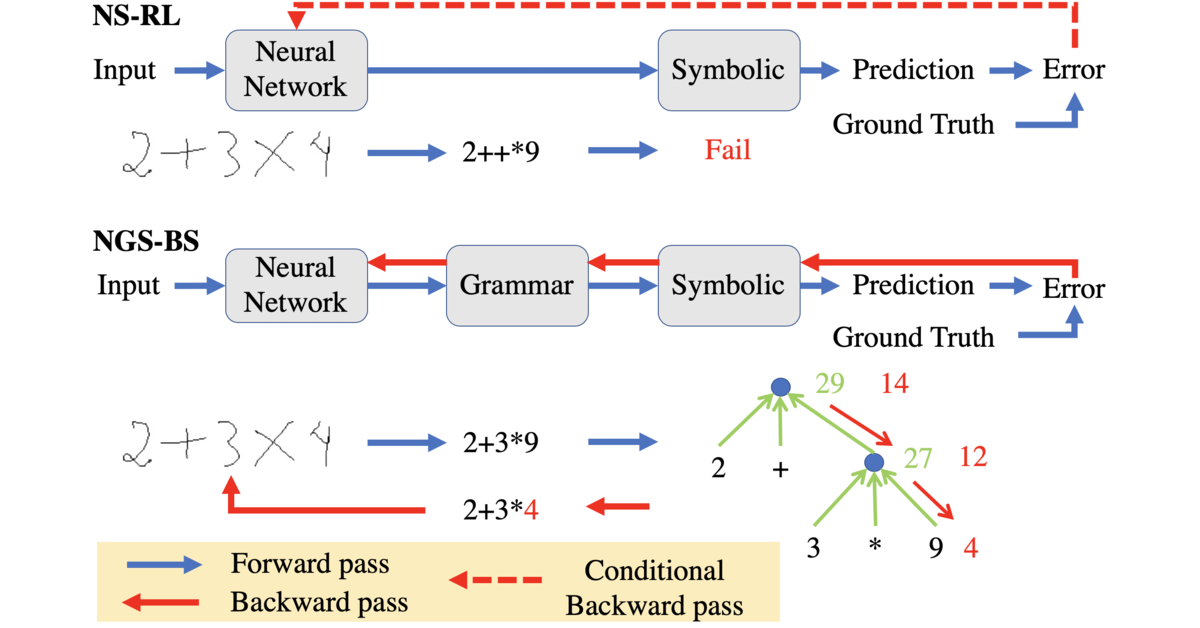 NS-RL
Input
Neural
Network
Symbolic
Prediction
Error
Ground Truth
2+3×4
2++*9
Fail
NGS-BS
Input
Neural
Network
Grammar
Symbolic
Prediction
Error
Ground Truth
2+3×4
2+3*9
2+3*4
29 14
2 +
27 12
3 * 9 4
Forward pass
Backward pass
Conditional
Backward pass